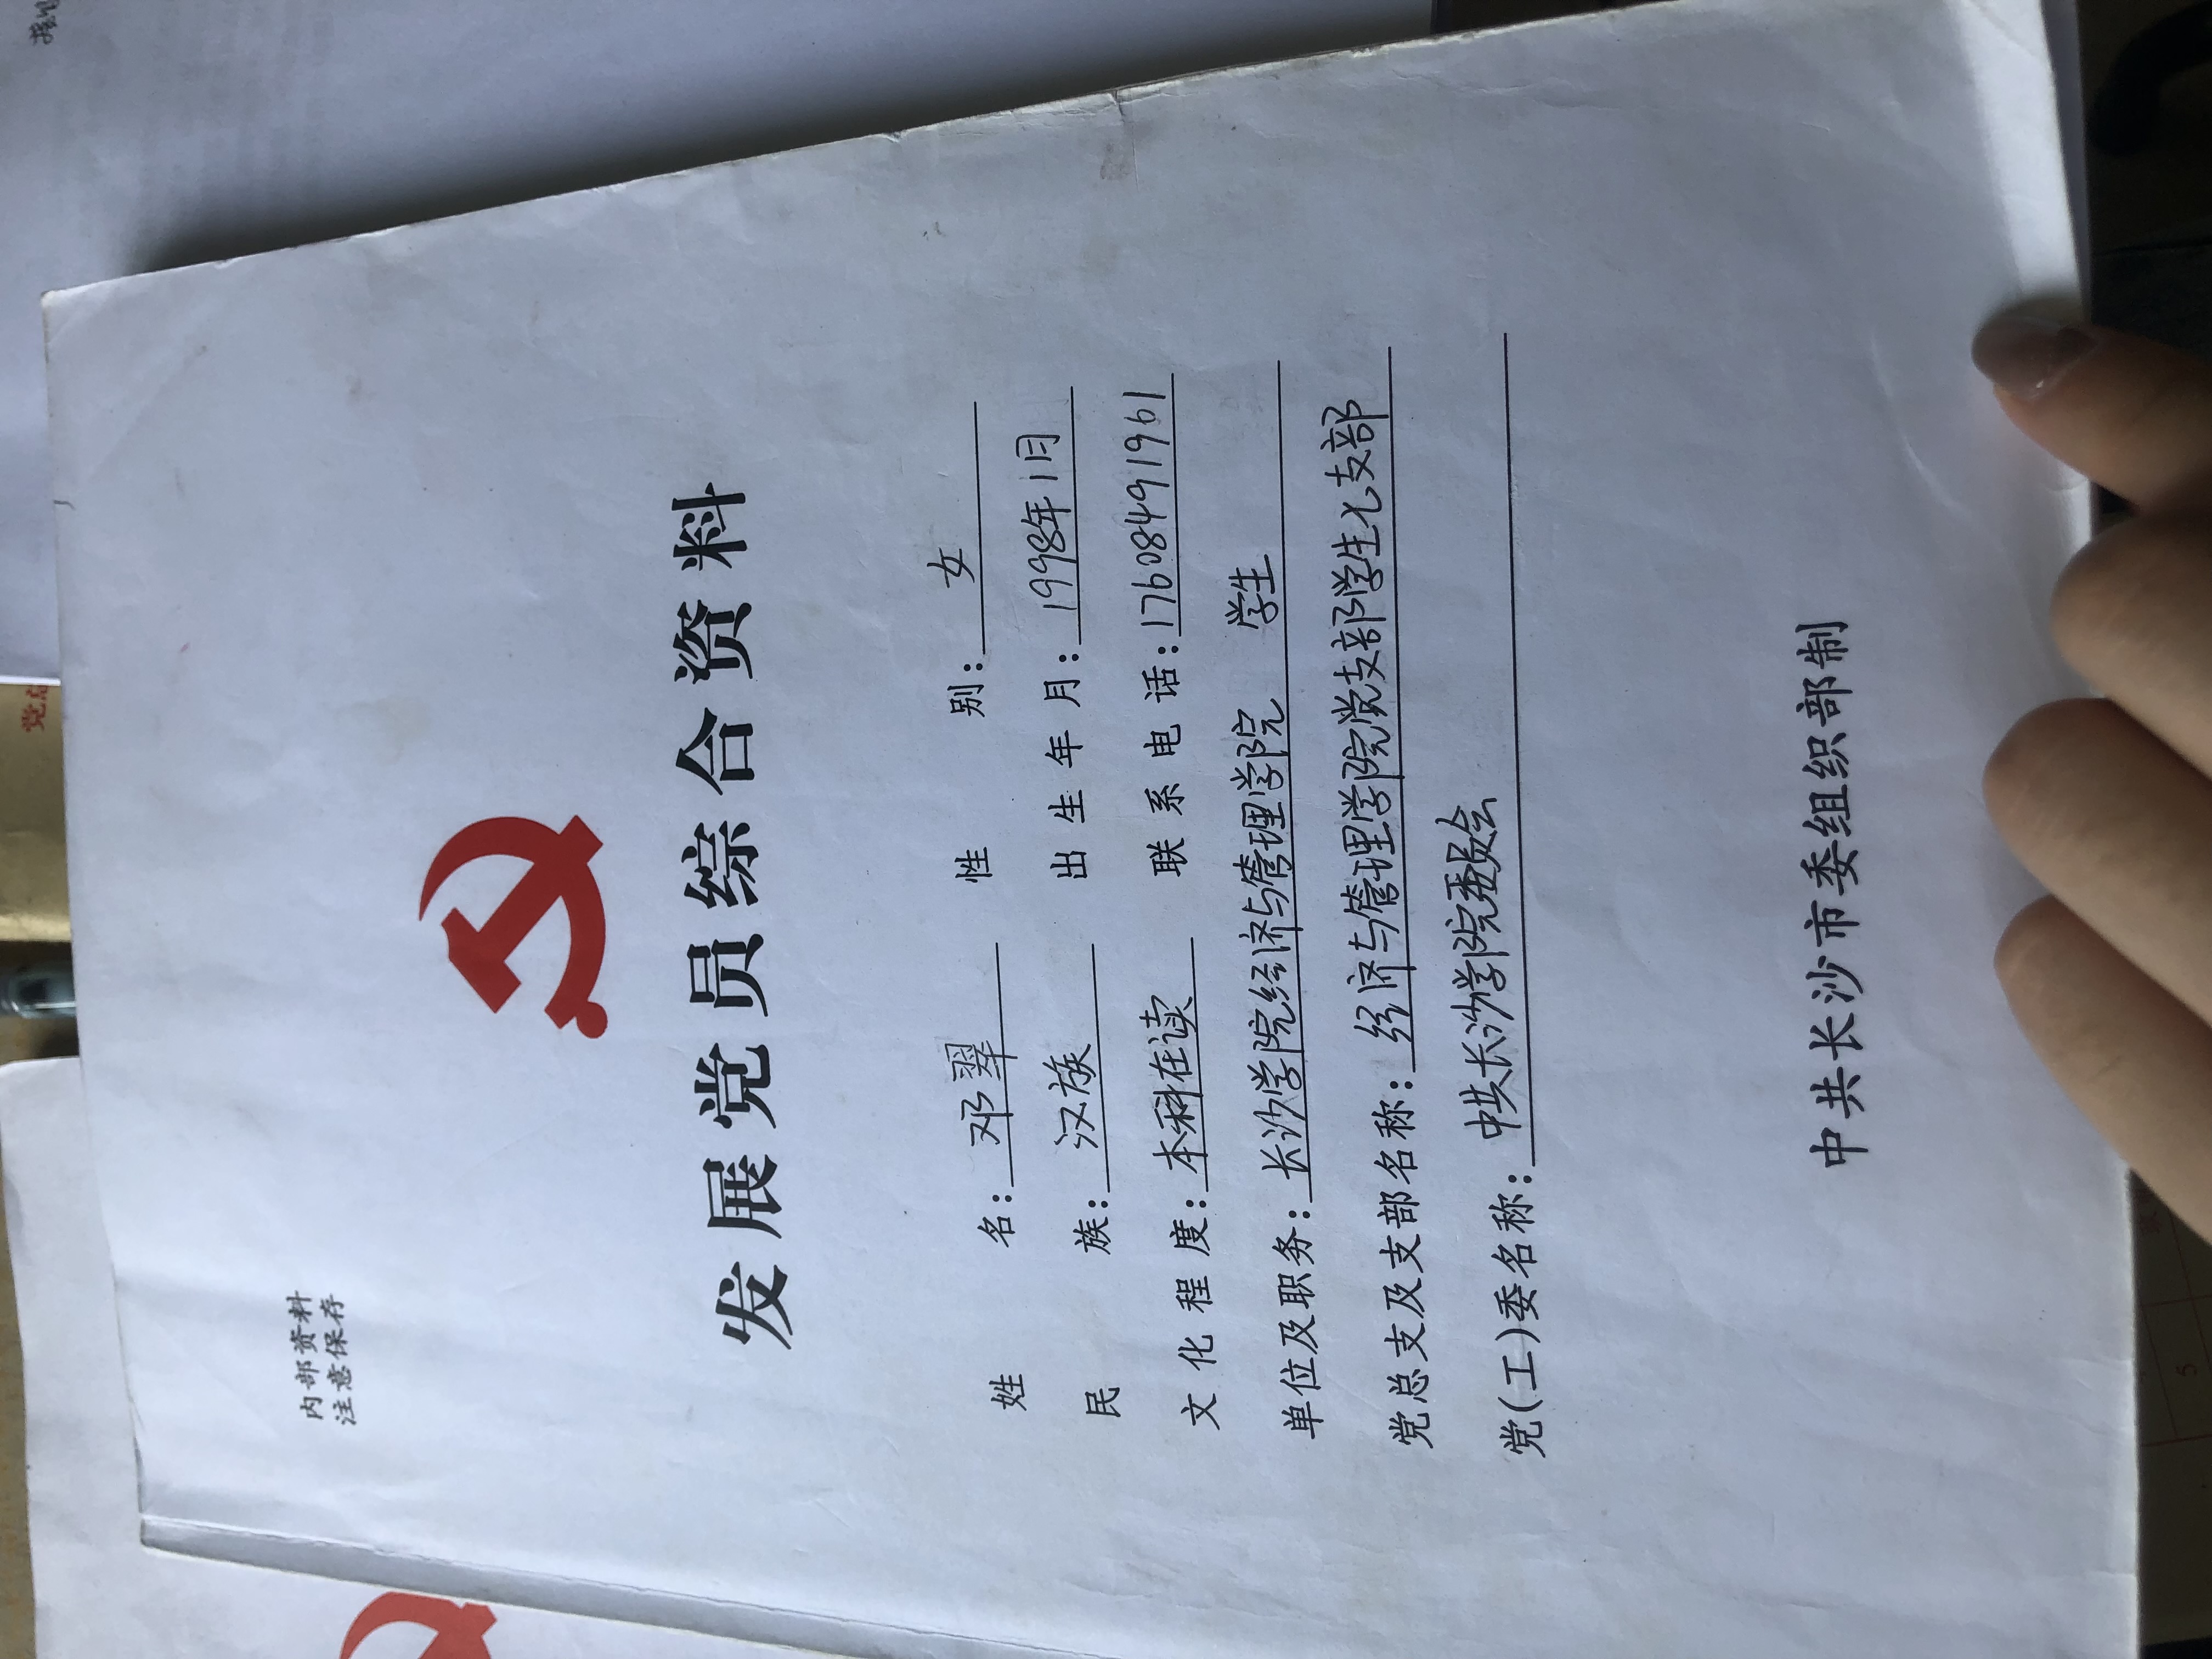 内部资料
注意保存
发展党员综合资料
姓 名：邓翠 性 别：女
民 族：汉族 出生年月：1998年1月
文化程度：本科在读 联系电话：17608491961
单位及职务：长沙学院经济与管理学院 学生
党总支及支部名称：经济与管理学院党支部学生七支部
党(工)委名称：中共长沙学院委员会
中共长沙市委组织部制
党总
5